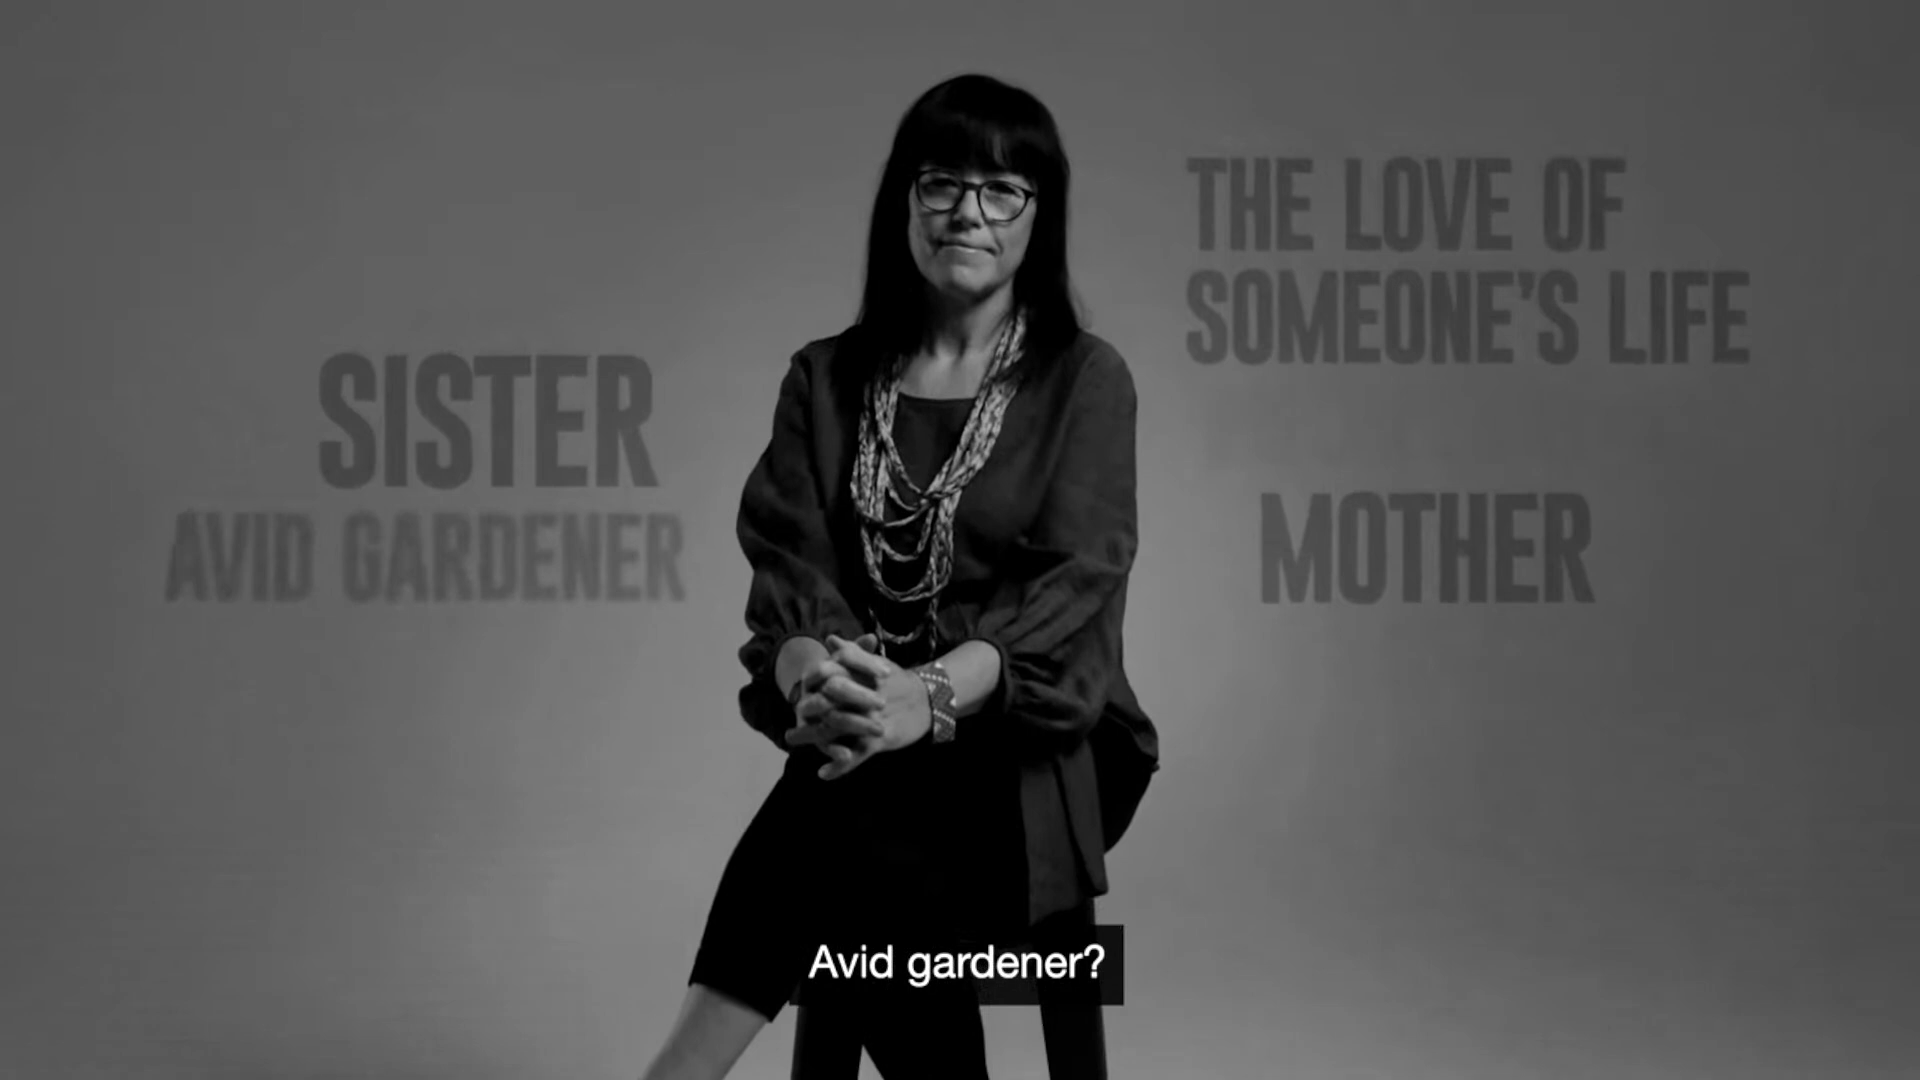 THE LOVE OF
SOMEONE'S LIFE
SISTER
AVID GARDENER
MOTHER
Avid gardener?